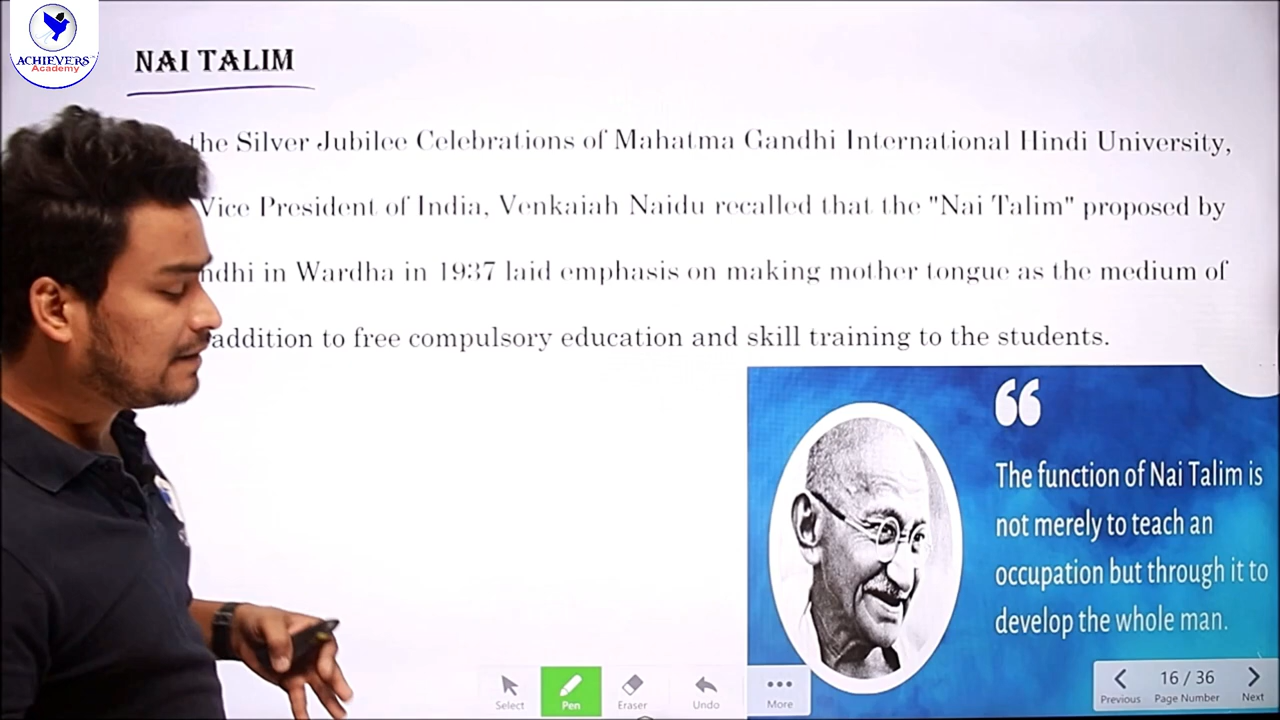 ACHIEVERS
Academy
NAI TALIM
the Silver Jubilee Celebrations of Mahatma Gandhi International Hindi University,
Vice President of India, Venkaiah Naidu recalled that the "Nai Talim" proposed by
ndhi in Wardha in 1937 laid emphasis on making mother tongue as the medium of
addition to free compulsory education and skill training to the students.
“
The function of Nai Talim is
not merely to teach an
occupation but through it to
develop the whole man.
Select
Pen
Eraser
Undo
More
Previous
16 / 36
Page Number
Next